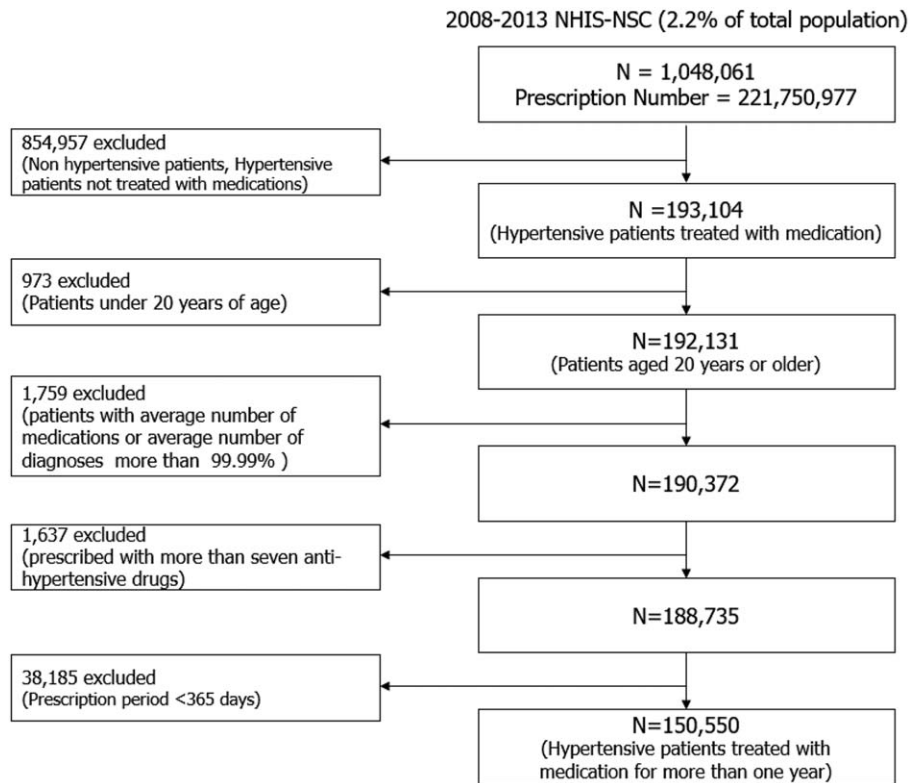 2008-2013 NHIS-NSC (2.2% of total population)
N = 1,048,061
Prescription Number = 221,750,977
854,957 excluded
(Non hypertensive patients, Hypertensive
patients not treated with medications)
N =193,104
(Hypertensive patients treated with medication)
973 excluded
(Patients under 20 years of age)
N=192,131
(Patients aged 20 years or older)
1,759 excluded
(patients with average number of
medications or average number of
diagnoses more than 99.99% )
N=190,372
1,637 excluded
(prescribed with more than seven anti-
hypertensive drugs)
N=188,735
38,185 excluded
(Prescription period <365 days)
N=150,550
(Hypertensive patients treated with
medication for more than one year)